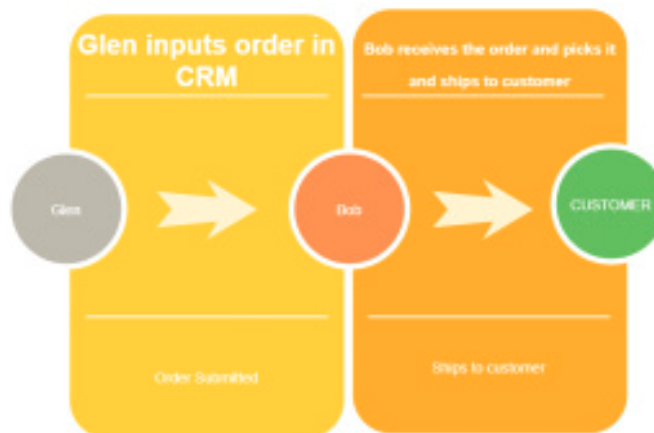 Glen inputs order in
CRM
Bob receives the order and picks it
and ships to customer
Glen
Bob
CUSTOMER
Order Submitted
Ships to customer